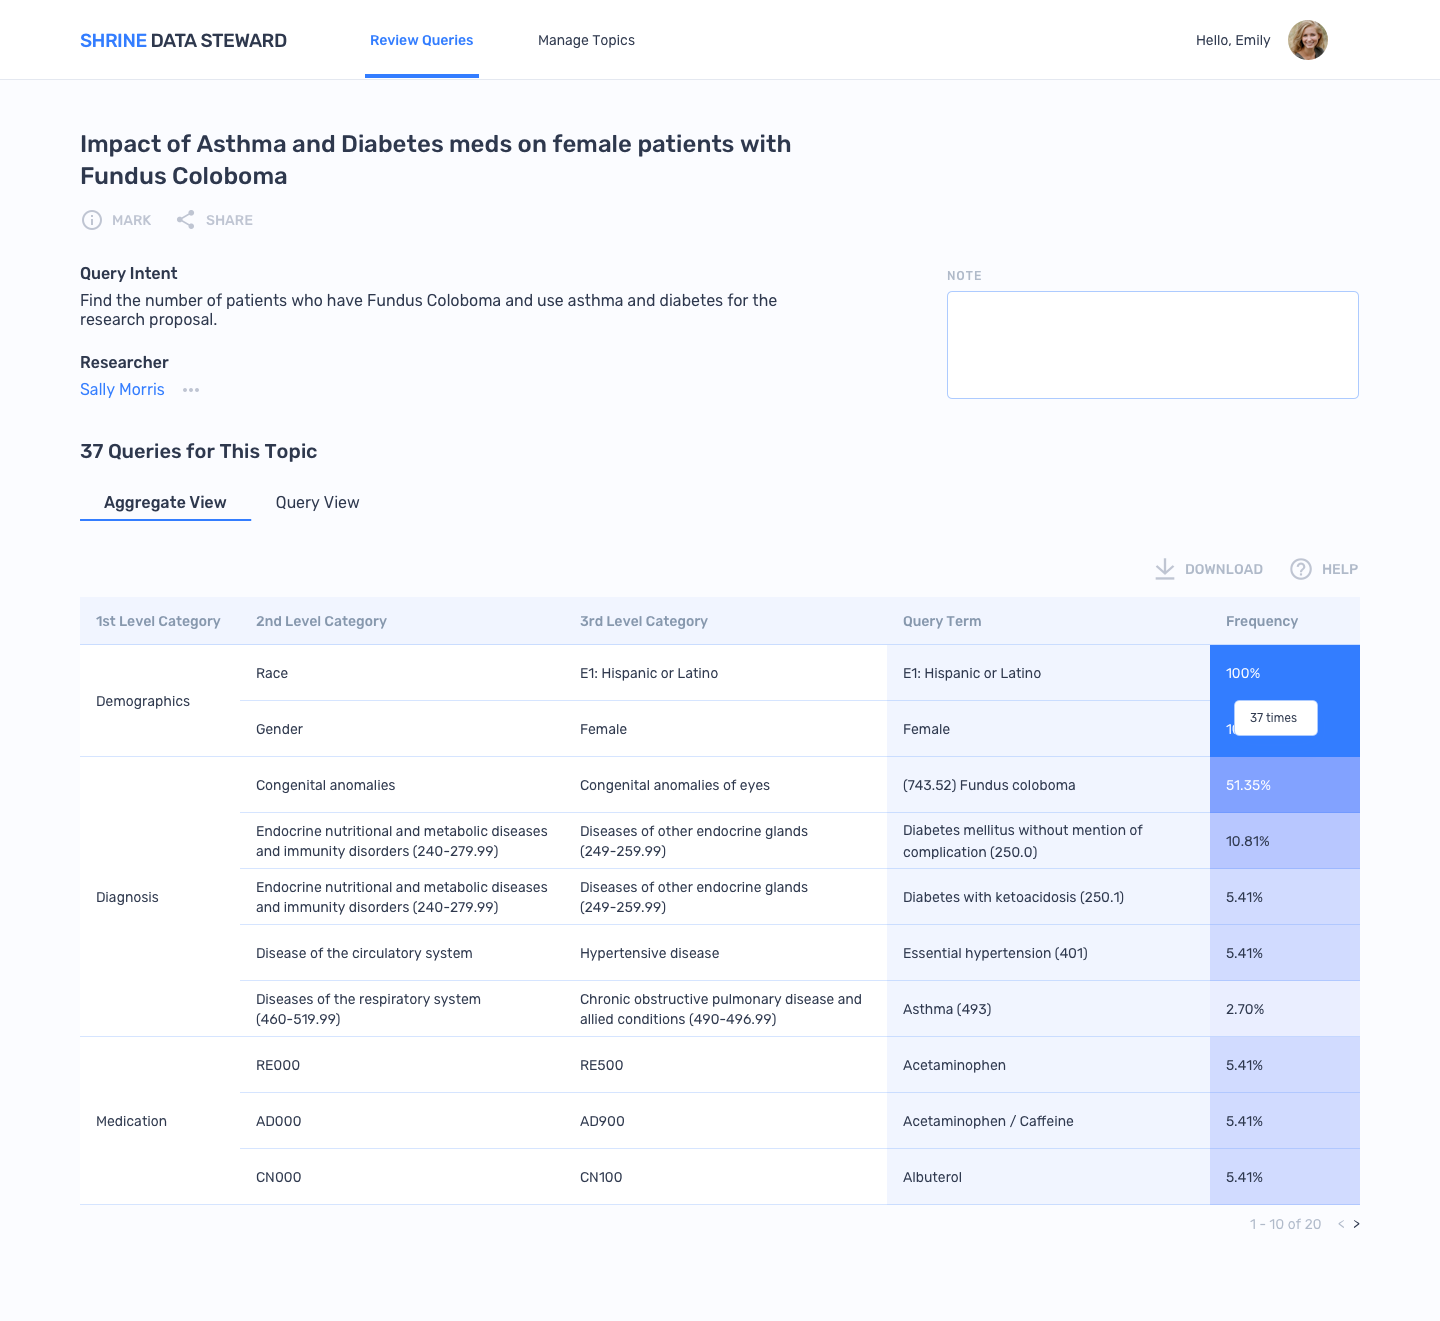 SHRINE DATA STEWARD
Review Queries
Manage Topics
Hello, Emily
Impact of Asthma and Diabetes meds on female patients with
Fundus Coloboma
MARK
SHARE
Query Intent
Find the number of patients who have Fundus Coloboma and use asthma and diabetes for the
research proposal.
Researcher
Sally Morris
NOTE
37 Queries for This Topic
Aggregate View
Query View
DOWNLOAD
HELP
1st Level Category
2nd Level Category
3rd Level Category
Query Term
Frequency
Demographics
Race
E1: Hispanic or Latino
E1: Hispanic or Latino
100%
37 times
Gender
Female
Female
Diagnosis
Congenital anomalies
Congenital anomalies of eyes
(743.52) Fundus coloboma
51.35%
Endocrine nutritional and metabolic diseases
and immunity disorders (240-279.99)
Diseases of other endocrine glands
(249-259.99)
Diabetes mellitus without mention of
complication (250.0)
10.81%
Endocrine nutritional and metabolic diseases
and immunity disorders (240-279.99)
Diseases of other endocrine glands
(249-259.99)
Diabetes with ketoacidosis (250.1)
5.41%
Disease of the circulatory system
Hypertensive disease
Essential hypertension (401)
5.41%
Diseases of the respiratory system
(460-519.99)
Chronic obstructive pulmonary disease and
allied conditions (490-496.99)
Asthma (493)
2.70%
Medication
RE000
RE500
Acetaminophen
5.41%
AD000
AD900
Acetaminophen / Caffeine
5.41%
CN000
CN100
Albuterol
5.41%
1 - 10 of 20 < >